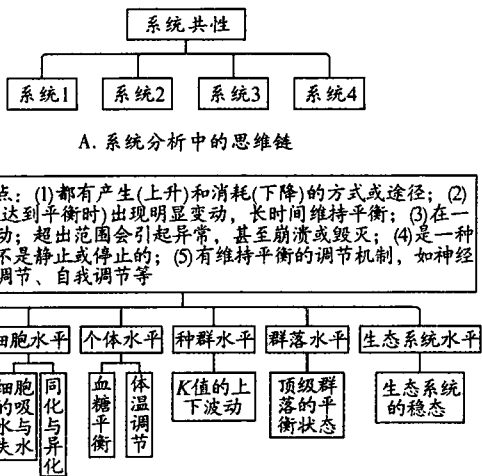 系统共性
系统1 系统2 系统3 系统4
A. 系统分析中的思维链
点：(1)都有产生(上升)和消耗(下降)的方式或途径；(2)
达到平衡时)出现明显变动，长时间维持平衡；(3)在一
动；超出范围会引起异常，甚至崩溃或毁灭；(4)是一种
不是静止或停止的；(5)有维持平衡的调节机制，如神经
调节、自我调节等
细胞水平 个体水平 种群水平 群落水平 生态系统水平
细胞的吸水与失水
同化与异化
血糖平衡
体温调节
K值的上
下波动
顶级群
落的平
衡状态
生态系统
的稳态